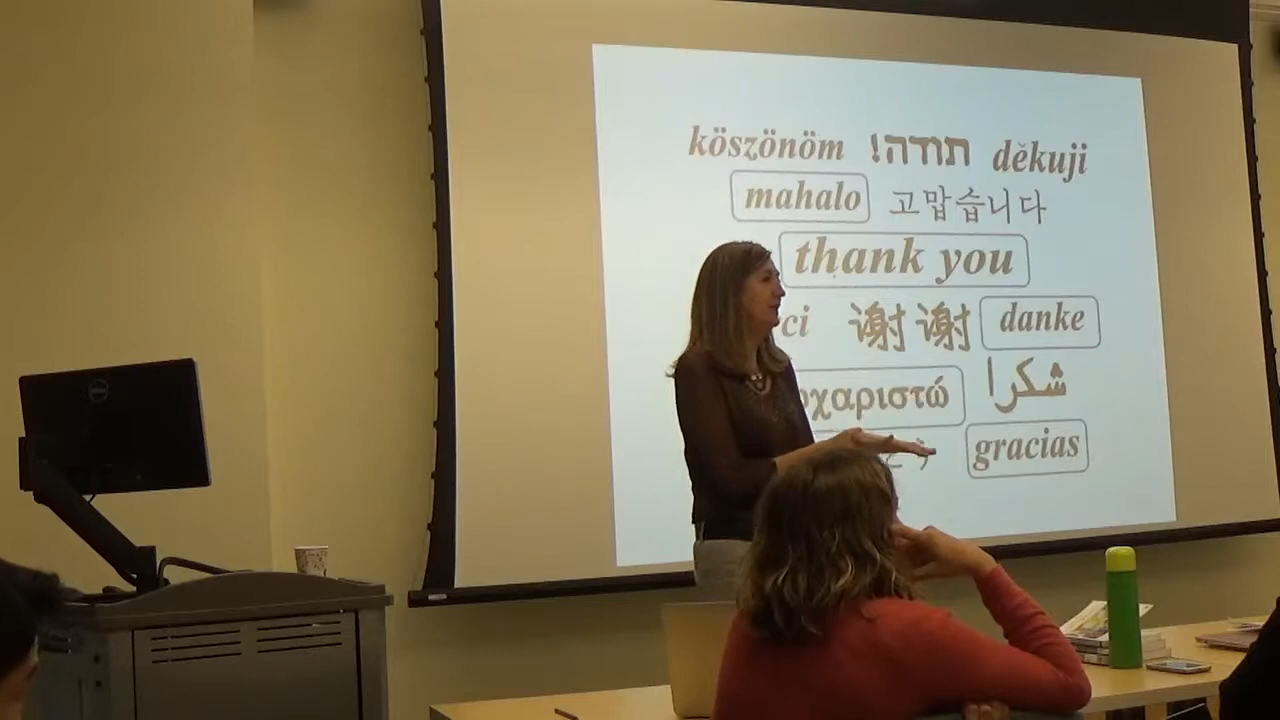 köszönöm תודה! děkuji
mahalo 고맙습니다
thank you
谢谢 danke
شكرا
gracias